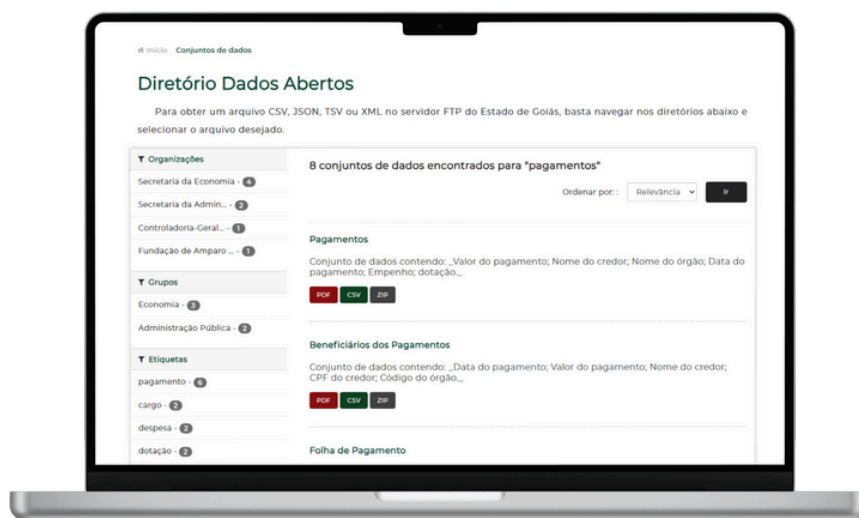 Início Conjuntos de dados
Diretório Dados Abertos
Para obter um arquivo CSV, JSON, TSV ou XML no servidor FTP do Estado de Goiás, basta navegar nos diretórios abaixo e
selecionar o arquivo desejado.
Organizações
Secretaria da Economia - 4
Secretaria da Admin... - 2
Controladoria-Geral... - 1
Fundação de Amparo ... - 1
Grupos
Economia - 3
Administração Pública - 2
Etiquetas
pagamento - 6
cargo - 2
despesa - 2
dotação - 2
8 conjuntos de dados encontrados para "pagamentos"
Ordenar por: : Relevância Ir
Pagamentos
Conjunto de dados contendo: _Valor do pagamento; Nome do credor; Nome do órgão; Data do
pagamento; Empenho; dotação._
PDF CSV ZIP
Beneficiários dos Pagamentos
Conjunto de dados contendo: _Data do pagamento; Valor do pagamento; Nome do credor;
CPF do credor; Código do órgão._
PDF CSV ZIP
Folha de Pagamento